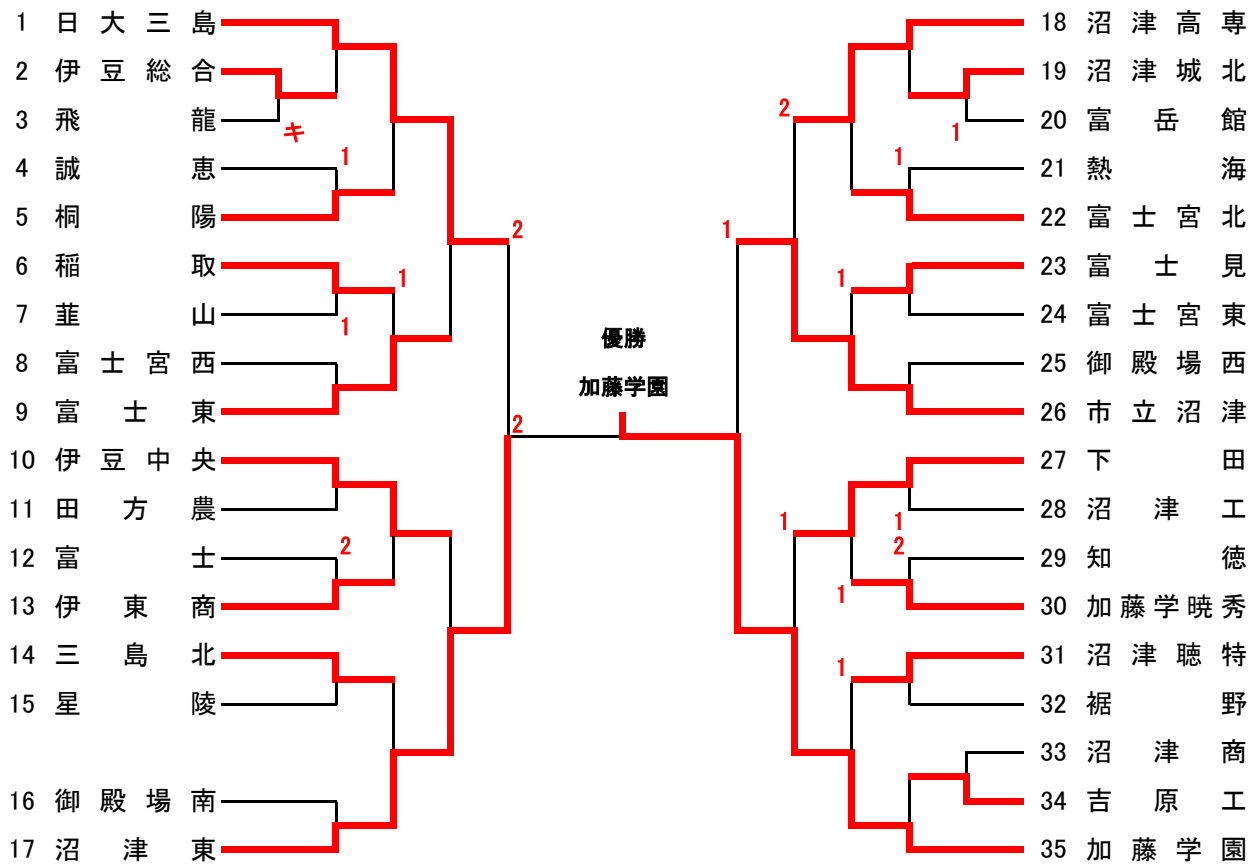 1 日大三島
2 伊豆総合
3 飛龍
キ
4 誠恵
1
5 桐陽
2
6 稲取
1
7 韮山
1
8 富士宮西
9 富士東
2
10 伊豆中央
11 田方農
12 富士
2
13 伊東商
14 三島北
15 星陵
16 御殿場南
17 沼津東
優勝
加藤学園
18 沼津高専
19 沼津城北
2
20 富岳館
1
21 熱海
1
22 富士宮北
1
23 富士見
1
24 富士宮東
25 御殿場西
26 市立沼津
27 下田
28 沼津工
1
1
29 知徳
2
30 加藤学暁秀
1
31 沼津聴特
1
32 裾野
33 沼津商
34 吉原工
35 加藤学園